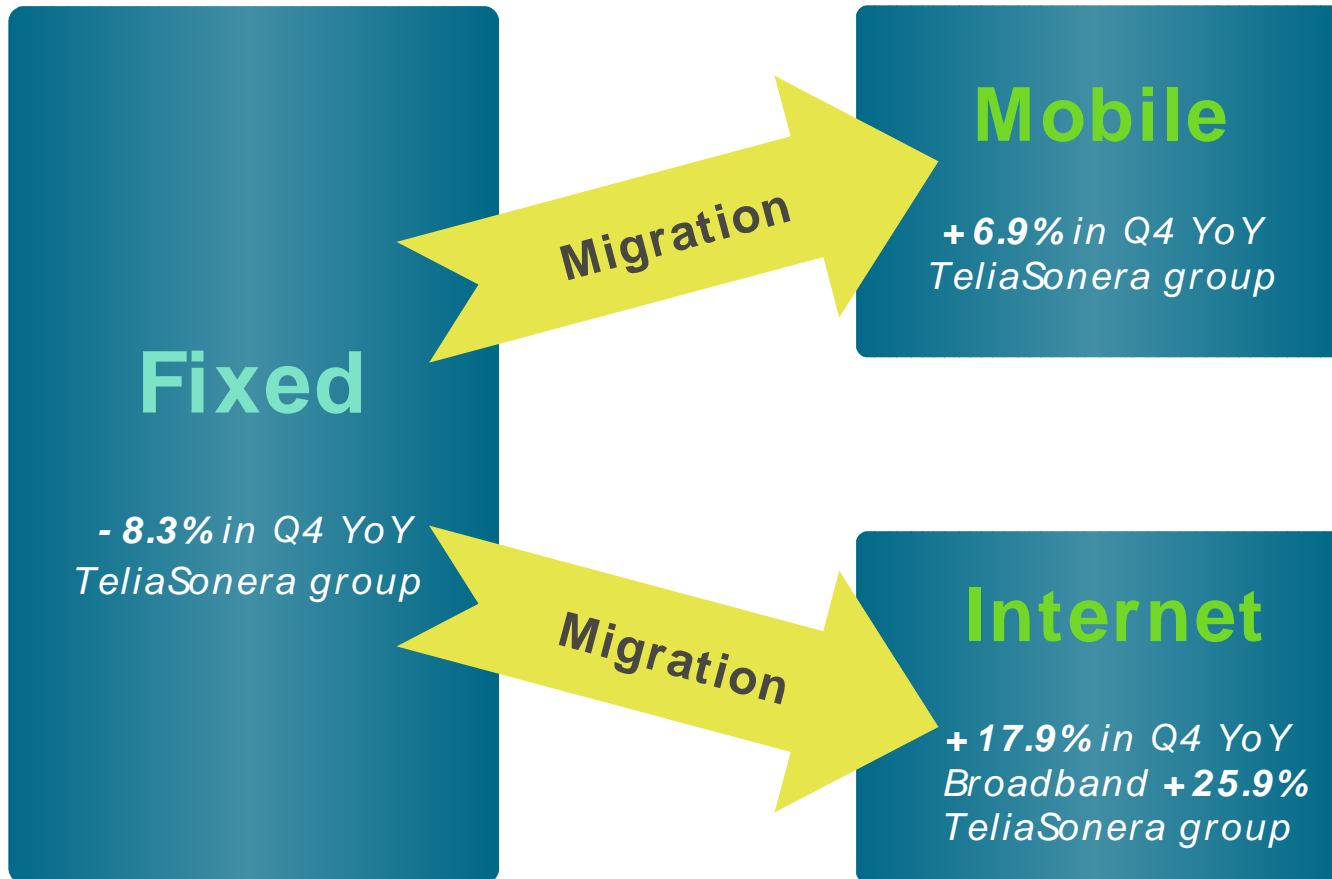 Fixed
- 8.3% in Q4 YoY
TeliaSonera group
Migration
Migration
Mobile
+6.9% in Q4 YoY
TeliaSonera group
Internet
+17.9% in Q4 YoY
Broadband +25.9%
TeliaSonera group